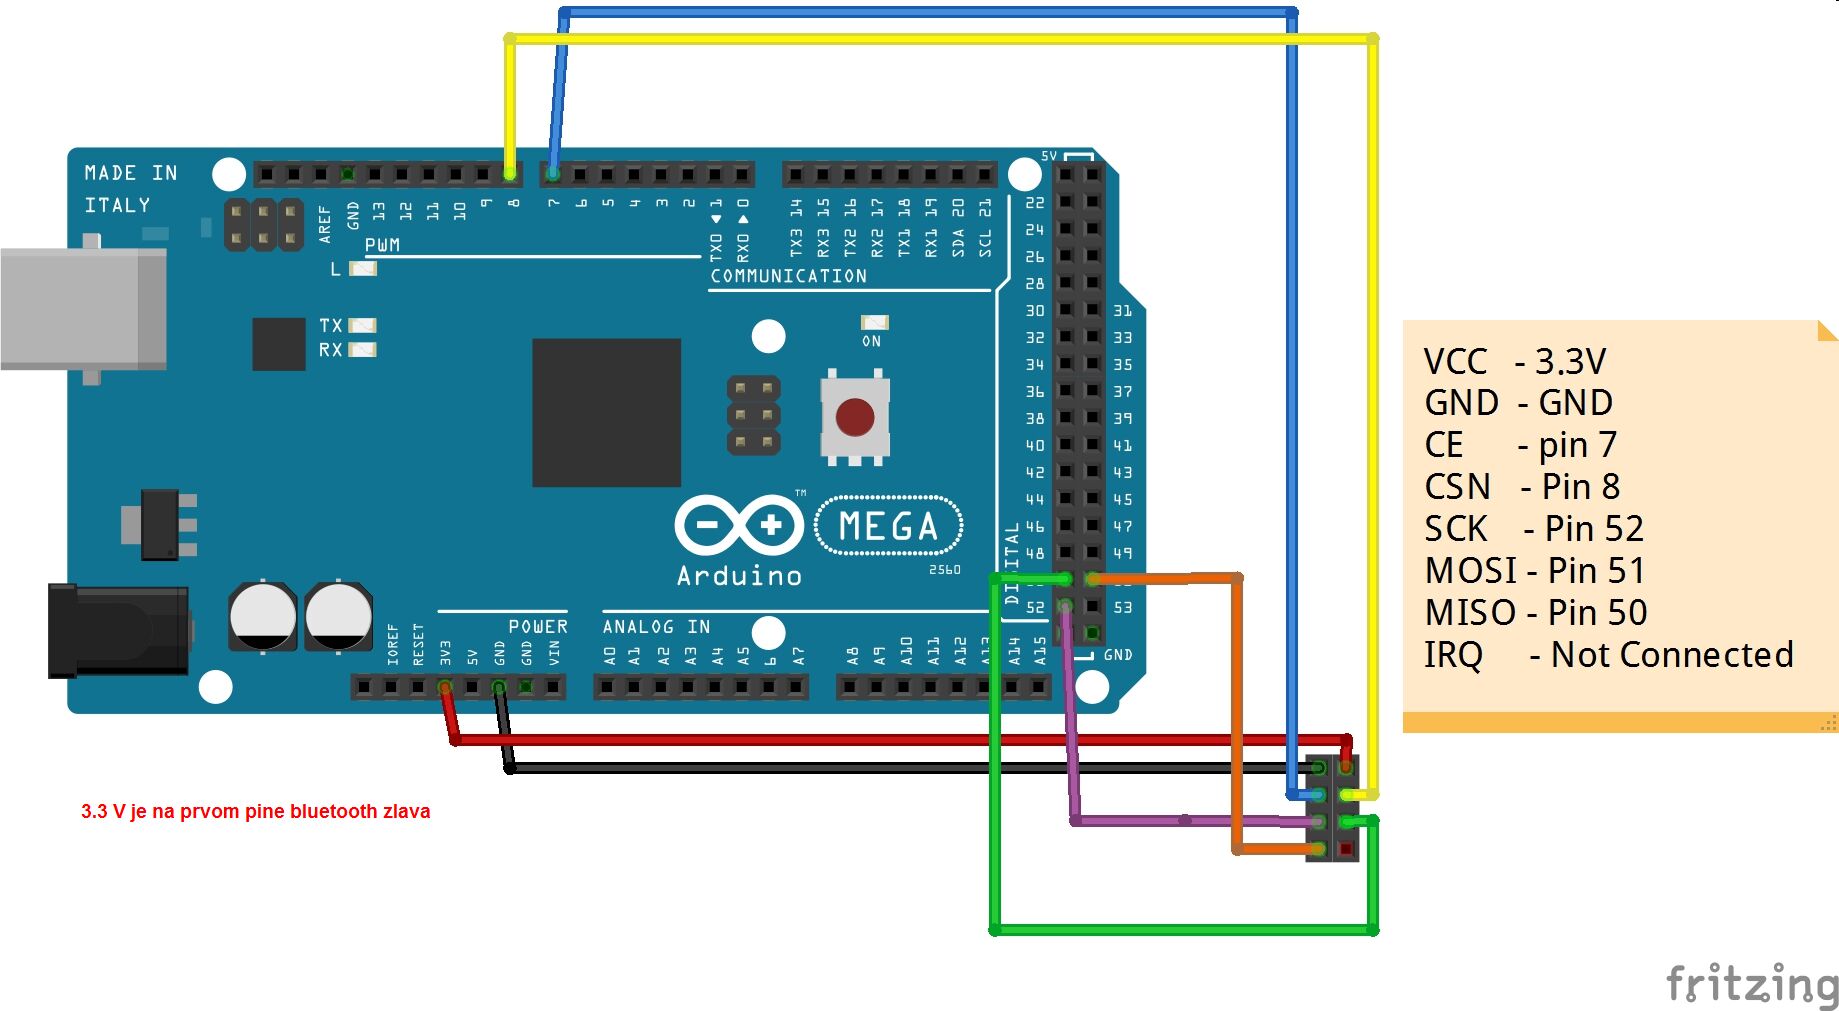 MADE IN
ITALY
AREF
GND
13
12
11
10
9
8
7
6
5
4
3
2
TX0 ◀ 1
RX0 ▶ 0
TX3 14
RX3 15
TX2 16
RX2 17
TX1 18
RX1 19
SDA 20
SCL 21
PWM
COMMUNICATION
L
TX
RX
ON
5V
22
24
26
28
30 31
32 33
34 35
36 37
38 39
40 41
42 43
44 45
46 47
48 49
52 53
GND
DIGITAL
TM
MEGA
Arduino
2560
POWER
ANALOG IN
IOREF
RESET
3V3
5V
GND
GND
VIN
A0
A1
A2
A3
A4
A5
6
A7
A8
A9
A10
A11
A12
A13
A14
A15
VCC - 3.3V
GND - GND
CE - pin 7
CSN - Pin 8
SCK - Pin 52
MOSI - Pin 51
MISO - Pin 50
IRQ - Not Connected
3.3 V je na prvom pine bluetooth zlava
fritzing